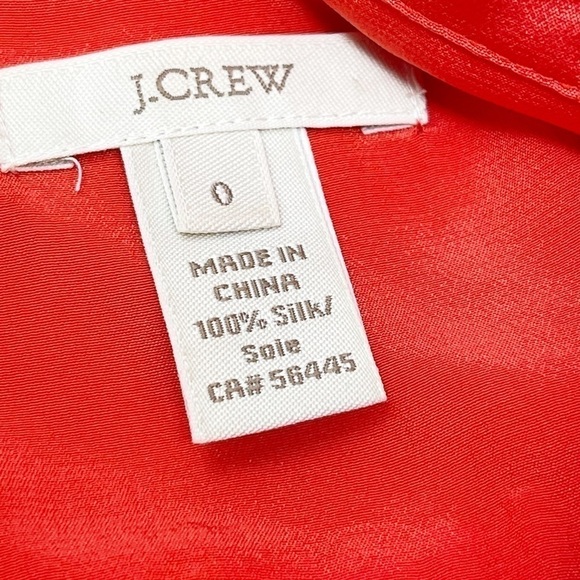 J.CREW
0
MADE IN
CHINA
100% Silk/
Soie
CA# 56445